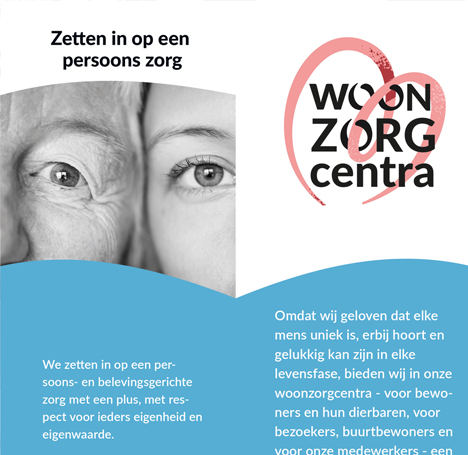 Zetten in op een
persoons zorg
WOON
ZORG
centra
We zetten in op een per-
soons- en belevingsgerichte
zorg met een plus, met res-
pect voor ieders eigenheid en
eigenwaarde.
Omdat wij geloven dat elke
mens uniek is, erbij hoort en
gelukkig kan zijn in elke
levensfase, bieden wij in onze
woonzorgcentra - voor bewo-
ners en hun dierbaren, voor
bezoekers, buurtbewoners en
voor onze medewerkers - een